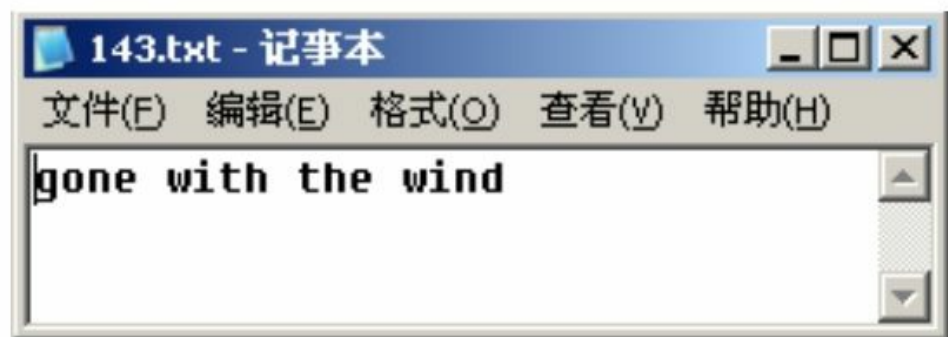 143.txt - 记事本
文件(F) 编辑(E) 格式(O) 查看(V) 帮助(H)
gone with the wind